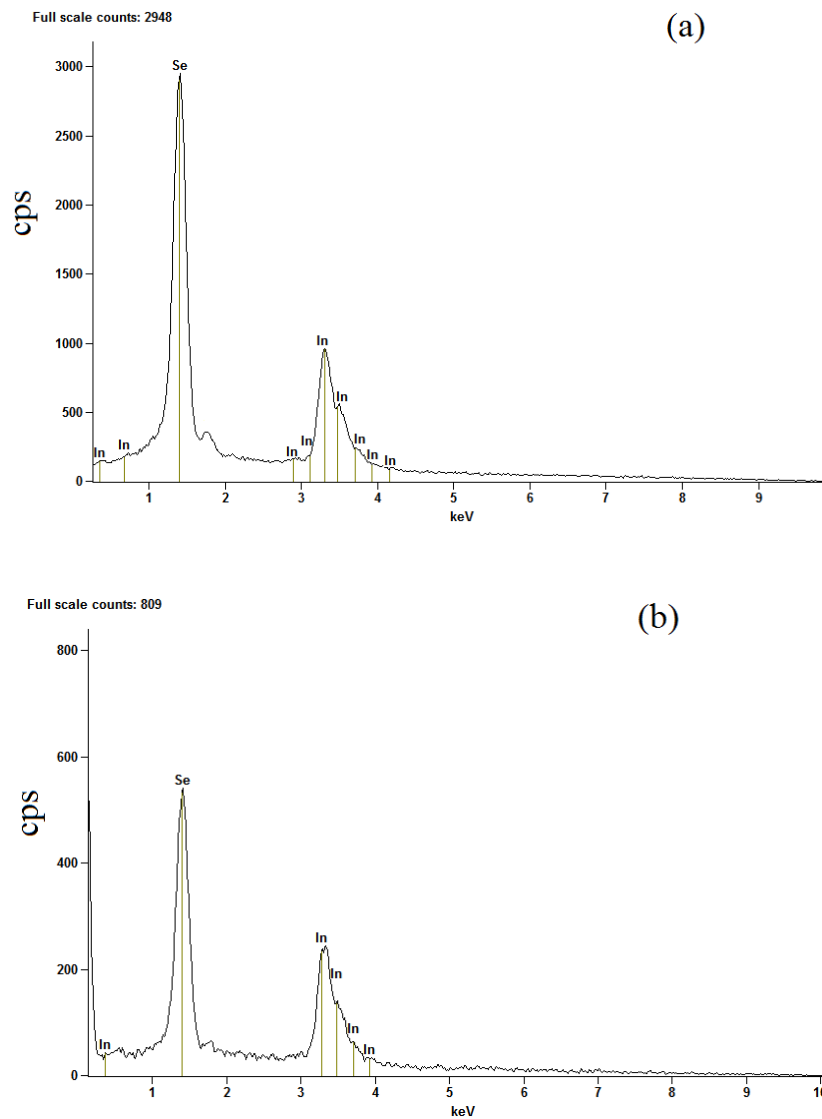 Full scale counts: 2948
(a)
3000
2500
2000
1500
1000
500
0
cps
Se
In
In
In
In
In
In
In
In
In
1
2
3
4
5
6
7
8
9
keV
Full scale counts: 809
(b)
800
600
400
200
0
cps
Se
In
In
In
In
In
1
2
3
4
5
6
7
8
9
10
keV